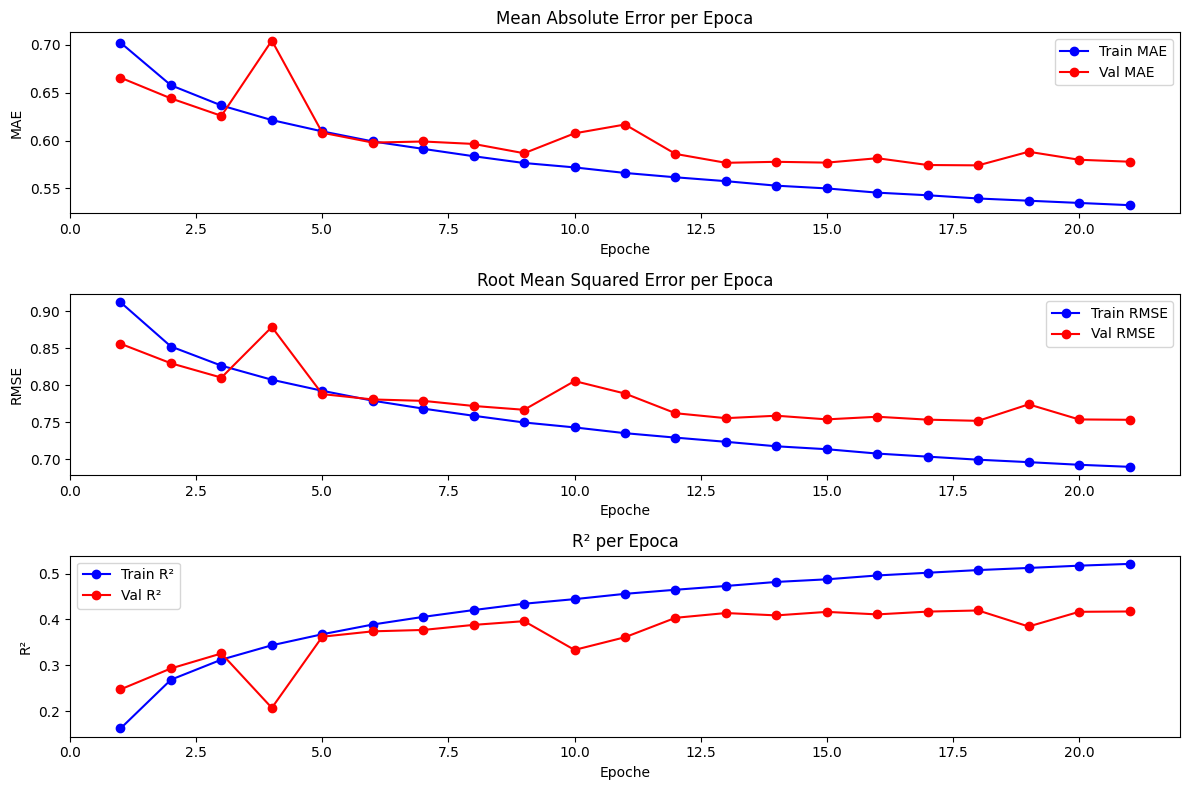 Mean Absolute Error per Epoca
0.70
0.65
0.60
0.55
MAE
Train MAE
Val MAE
0.0 2.5 5.0 7.5 10.0 12.5 15.0 17.5 20.0
Epoche
Root Mean Squared Error per Epoca
0.90
0.85
0.80
0.75
0.70
RMSE
Train RMSE
Val RMSE
0.0 2.5 5.0 7.5 10.0 12.5 15.0 17.5 20.0
Epoche
R² per Epoca
0.5
0.4
0.3
0.2
R²
Train R²
Val R²
0.0 2.5 5.0 7.5 10.0 12.5 15.0 17.5 20.0
Epoche